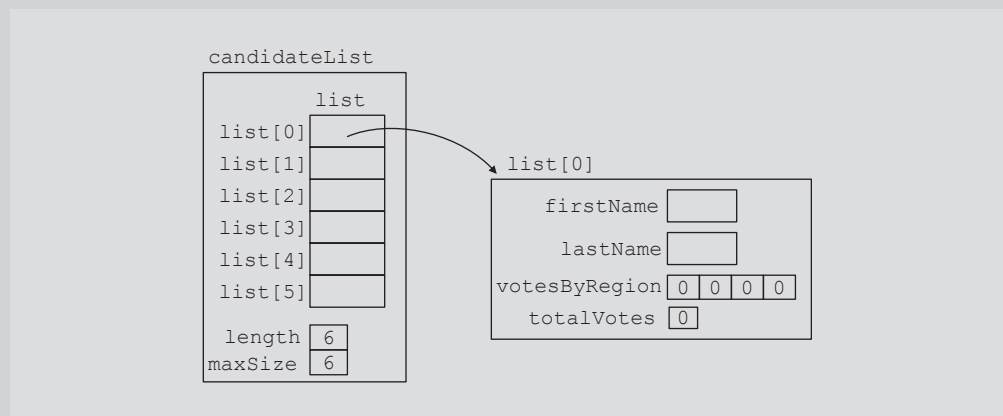 candidateList
list
list[0]
list[1]
list[2]
list[3]
list[4]
list[5]
length 6
maxSize 6
list[0]
firstName
lastName
votesByRegion 0 0 0 0
totalVotes 0